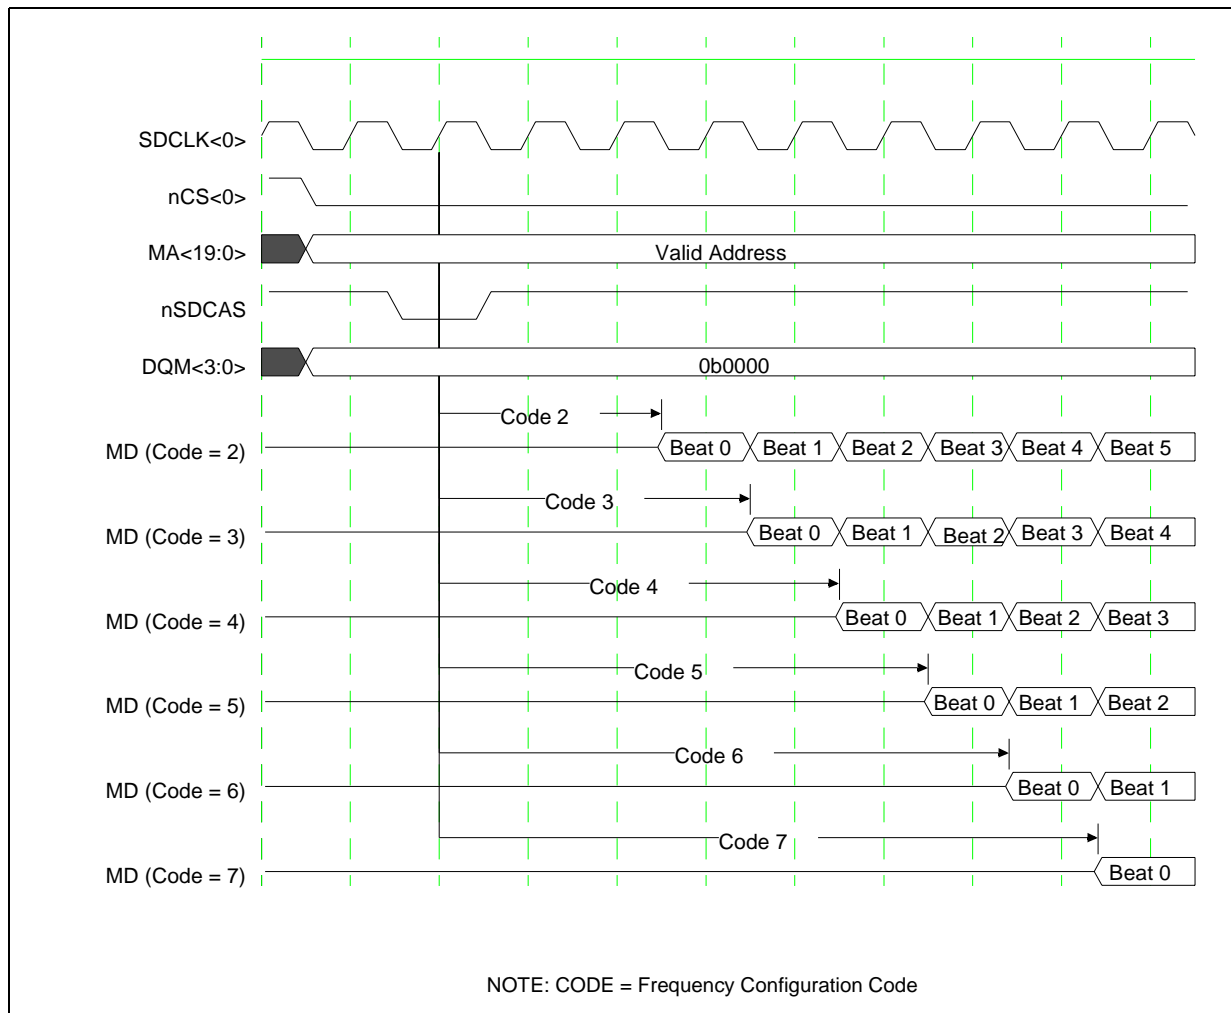 SDCLK<0>
nCS<0>
MA<19:0>
Valid Address
nSDCAS
DQM<3:0>
0b0000
Code 2
MD (Code = 2)
Beat 0 Beat 1 Beat 2 Beat 3 Beat 4 Beat 5
Code 3
MD (Code = 3)
Beat 0 Beat 1 Beat 2 Beat 3 Beat 4
Code 4
MD (Code = 4)
Beat 0 Beat 1 Beat 2 Beat 3
Code 5
MD (Code = 5)
Beat 0 Beat 1 Beat 2
Code 6
MD (Code = 6)
Beat 0 Beat 1
Code 7
MD (Code = 7)
Beat 0
NOTE: CODE = Frequency Configuration Code